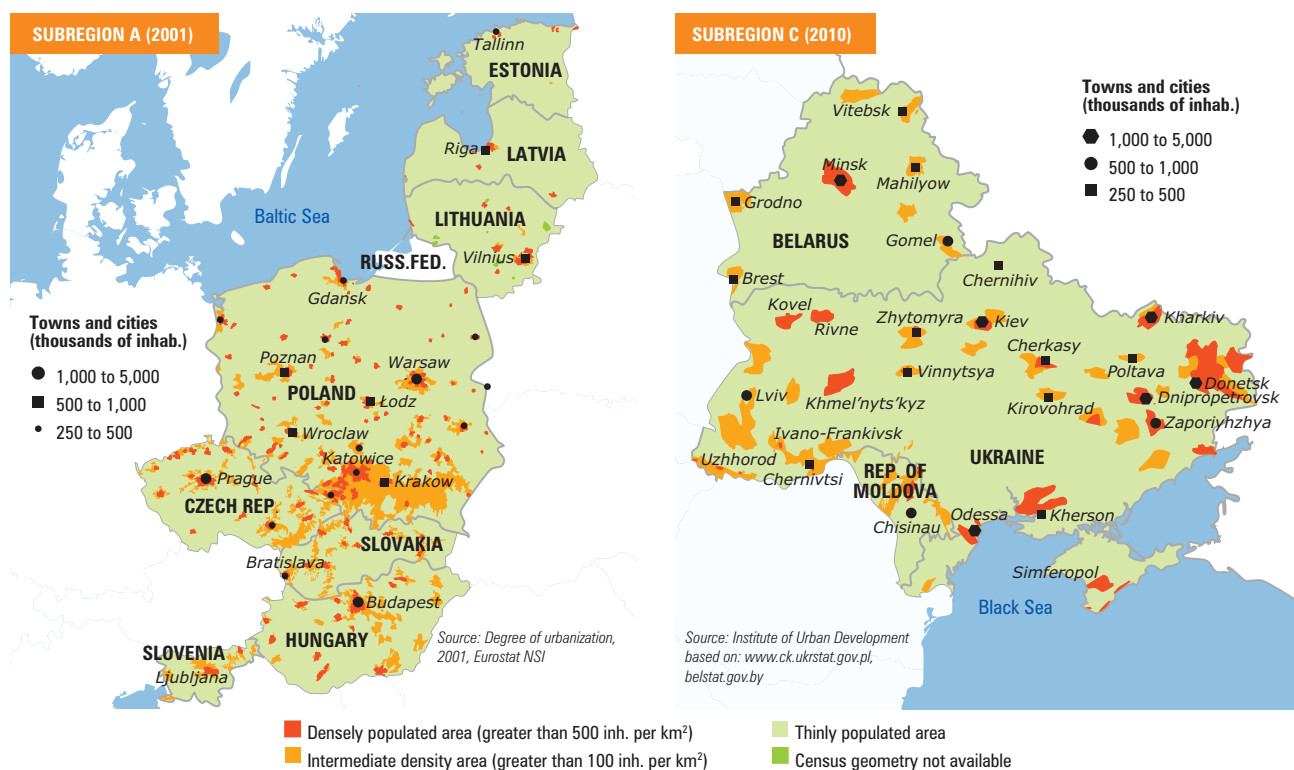 SUBREGION A (2001)
Tallinn
ESTONIA
Riga
LATVIA
Baltic Sea
LITHUANIA
Vilnius
RUSS.FED.
Gdańsk
Towns and cities
(thousands of inhab.)
1,000 to 5,000
500 to 1,000
250 to 500
Poznan
Warsaw
POLAND
Łodz
Wroclaw
Katowice
Krakow
Prague
CZECH REP.
SLOVAKIA
Bratislava
Budapest
HUNGARY
SLOVENIA
Ljubljana
Source: Degree of urbanization,
2001, Eurostat NSI
SUBREGION C (2010)
Towns and cities
(thousands of inhab.)
1,000 to 5,000
500 to 1,000
250 to 500
Vitebsk
Minsk
Mahilyow
Grodno
BELARUS
Gomel
Brest
Chernihiv
Kovel
Rivne
Zhytomyra
Kiev
Kharkiv
Cherkasy
Vinnytsya
Poltava
Donetsk
Lviv
Khmel'nyts'kyz
Kirovohrad
Dnipropetrovsk
Zaporiyhzhya
Ivano-Frankivsk
Uzhhorod
Chernivtsi
REP. OF
MOLDOVA
UKRAINE
Chisinau
Odessa
Kherson
Simferopol
Black Sea
Source: Institute of Urban Development
based on: www.ck.ukrstat.gov.pl,
belstat.gov.by
Densely populated area (greater than 500 inh. per km²)
Intermediate density area (greater than 100 inh. per km²)
Thinly populated area
Census geometry not available